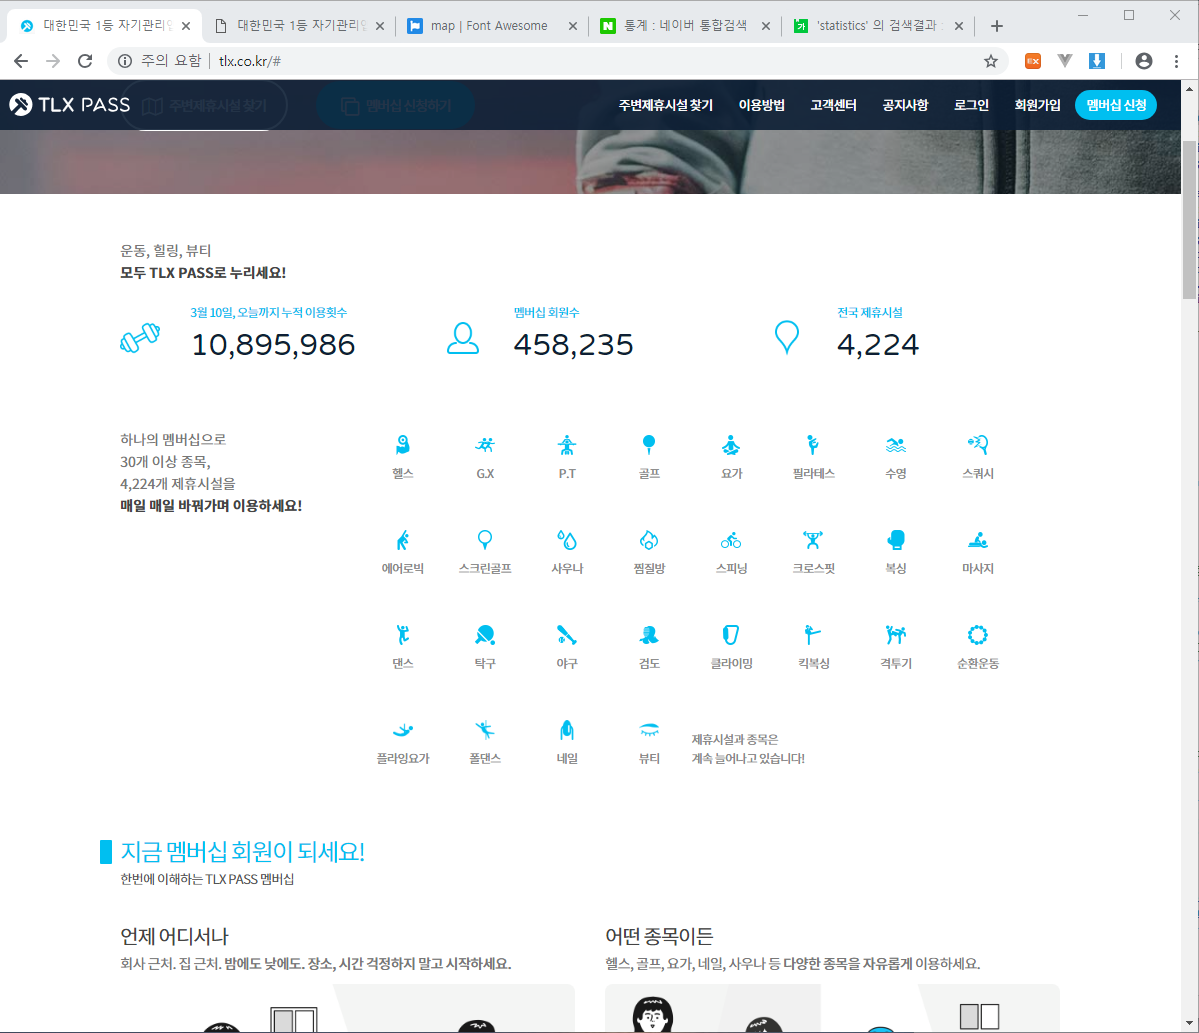 대한민국 1등 자기관리앱
대한민국 1등 자기관리앱
map | Font Awesome
통계 : 네이버 통합검색
'statistics' 의 검색결과 :
주의 요함
tlx.co.kr/#
TLX PASS
주변제휴시설 찾기
멤버십 신청하기
주변제휴시설 찾기
이용방법
고객센터
공지사항
로그인
회원가입
멤버십 신청
운동, 힐링, 뷰티
모두 TLX PASS로 누리세요!
3월 10일, 오늘까지 누적 이용횟수
10,895,986
멤버십 회원수
458,235
전국 제휴시설
4,224
하나의 멤버십으로
30개 이상 종목,
4,224개 제휴시설을
매일 매일 바꿔가며 이용하세요!
헬스
G.X
P.T
골프
요가
필라테스
수영
스쿼시
에어로빅
스크린골프
사우나
찜질방
스피닝
크로스핏
복싱
마사지
댄스
탁구
야구
검도
클라이밍
킥복싱
격투기
순환운동
플라잉요가
폴댄스
네일
뷰티
제휴시설과 종목은
계속 늘어나고 있습니다!
지금 멤버십 회원이 되세요!
한번에 이해하는 TLX PASS 멤버십
언제 어디서나
회사 근처. 집 근처. 밤에도 낮에도. 장소, 시간 걱정하지 말고 시작하세요.
어떤 종목이든
헬스, 골프, 요가, 네일, 사우나 등 다양한 종목을 자유롭게 이용하세요.